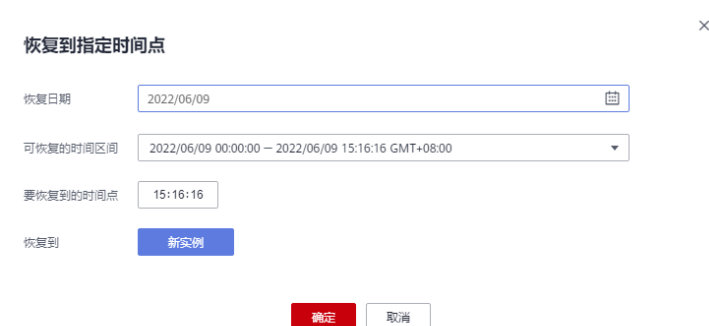 恢复到指定时间点
恢复日期 2022/06/09
可恢复的时间区间 2022/06/09 00:00:00 — 2022/06/09 15:16:16 GMT+08:00
要恢复到的时间点 15:16:16
恢复到 新实例
确定 取消